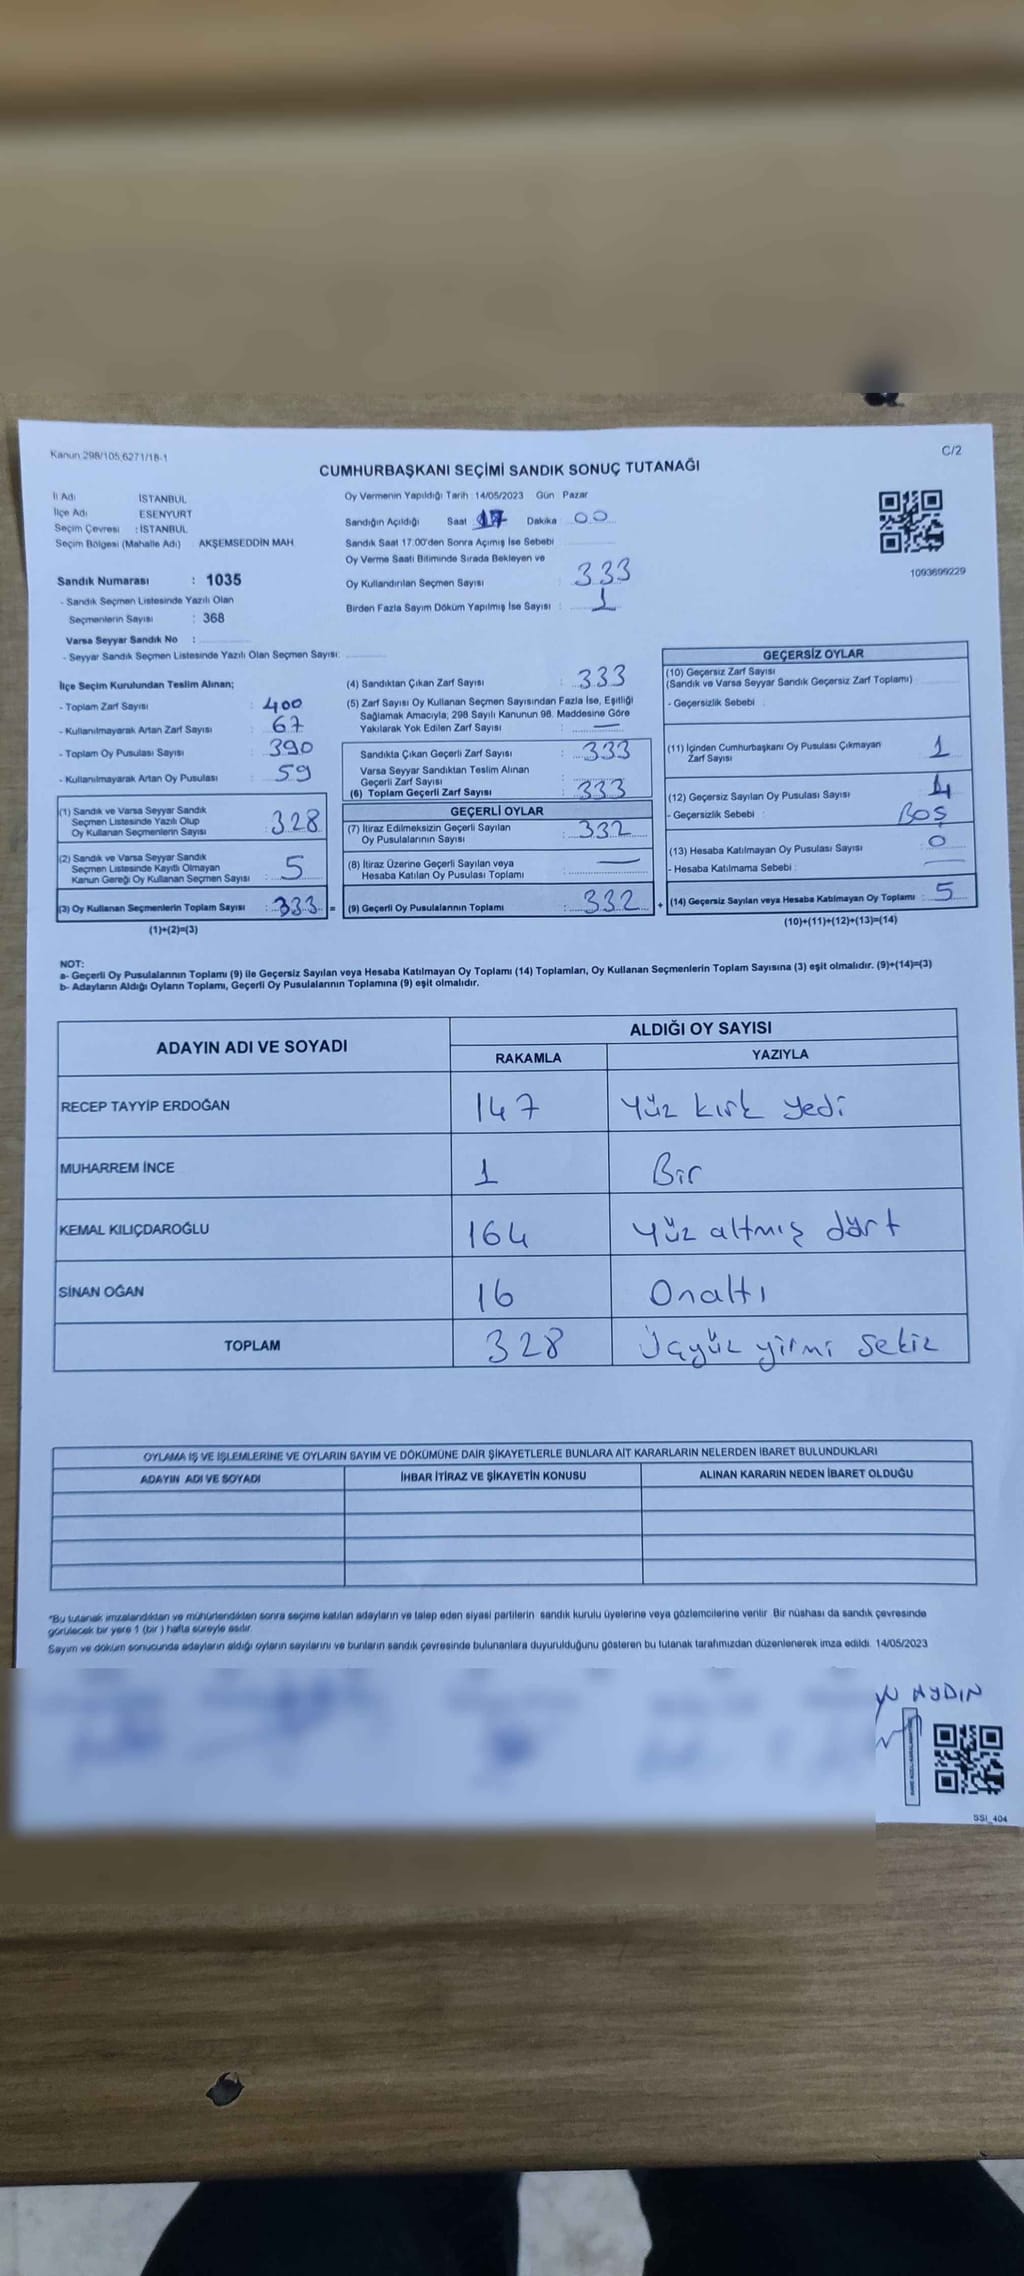 Kanun:298/105,6271/18-1
C/2
CUMHURBAŞKANI SEÇİMİ SANDIK SONUÇ TUTANAĞI
İl Adı İSTANBUL
İlçe Adı ESENYURT
Seçim Çevresi : İSTANBUL
Seçim Bölgesi (Mahalle Adı) AKŞEMSEDDİN MAH.
Sandık Numarası : 1035
- Sandık Seçmen Listesinde Yazılı Olan
Seçmenlerin Sayısı : 368
Varsa Seyyar Sandık No :
- Seyyar Sandık Seçmen Listesinde Yazılı Olan Seçmen Sayısı:
Oy Vermenin Yapıldığı Tarih : 14/05/2023 Gün Pazar
Sandığın Açıldığı Saat 17 Dakika 00
Sandık Saat 17.00'den Sonra Açımış İse Sebebi
Oy Verme Saati Bitiminde Sırada Bekleyen ve
Oy Kullandırılan Seçmen Sayısı : 333
Birden Fazla Sayım Döküm Yapılmış İse Sayısı : 1
1093699229
İlçe Seçim Kurulundan Teslim Alınan;
- Toplam Zarf Sayısı : 400
- Kullanılmayarak Artan Zarf Sayısı : 67
- Toplam Oy Pusulası Sayısı : 390
- Kullanılmayarak Artan Oy Pusulası : 59
(1) Sandık ve Varsa Seyyar Sandık
Seçmen Listesinde Yazılı Olup
Oy Kullanan Seçmenlerin Sayısı : 328
(2) Sandık ve Varsa Seyyar Sandık
Seçmen Listesinde Kayıtlı Olmayan
Kanun Gereği Oy Kullanan Seçmen Sayısı : 5
(3) Oy Kullanan Seçmenlerin Toplam Sayısı : 333 =
(1)+(2)=(3)
(4) Sandıktan Çıkan Zarf Sayısı : 333
(5) Zarf Sayısı Oy Kullanan Seçmen Sayısından Fazla İse, Eşitliği
Sağlamak Amacıyla; 298 Sayılı Kanunun 98. Maddesine Göre
Yakılarak Yok Edilen Zarf Sayısı : —
Sandıkta Çıkan Geçerli Zarf Sayısı : 333
Varsa Seyyar Sandıktan Teslim Alınan
Geçerli Zarf Sayısı :
(6) Toplam Geçerli Zarf Sayısı : 333
GEÇERLİ OYLAR
(7) İtiraz Edilmeksizin Geçerli Sayılan
Oy Pusulalarının Sayısı : 332
(8) İtiraz Üzerine Geçerli Sayılan veya
Hesaba Katılan Oy Pusulası Toplamı : —
(9) Geçerli Oy Pusulalarının Toplamı : 332 +
GEÇERSİZ OYLAR
(10) Geçersiz Zarf Sayısı
(Sandık ve Varsa Seyyar Sandık Geçersiz Zarf Toplamı) :
- Geçersizlik Sebebi :
(11) İçinden Cumhurbaşkanı Oy Pusulası Çıkmayan
Zarf Sayısı : 1
(12) Geçersiz Sayılan Oy Pusulası Sayısı : 4
- Geçersizlik Sebebi : BOŞ
(13) Hesaba Katılmayan Oy Pusulası Sayısı : 0
- Hesaba Katılmama Sebebi : —
(14) Geçersiz Sayılan veya Hesaba Katılmayan Oy Toplamı : 5
(10)+(11)+(12)+(13)=(14)
NOT:
a- Geçerli Oy Pusulalarının Toplamı (9) ile Geçersiz Sayılan veya Hesaba Katılmayan Oy Toplamı (14) Toplamları, Oy Kullanan Seçmenlerin Toplam Sayısına (3) eşit olmalıdır. (9)+(14)=(3)
b- Adayların Aldığı Oyların Toplamı, Geçerli Oy Pusulalarının Toplamına (9) eşit olmalıdır.
ADAYIN ADI VE SOYADI
ALDIĞI OY SAYISI
RAKAMLA YAZIYLA
RECEP TAYYİP ERDOĞAN 147 Yüz kırk yedi
MUHARREM İNCE 1 Bir
KEMAL KILIÇDAROĞLU 164 Yüz altmış dört
SİNAN OĞAN 16 Onaltı
TOPLAM 328 Üçyüz yirmi sekiz
OYLAMA İŞ VE İŞLEMLERİNE VE OYLARIN SAYIM VE DÖKÜMÜNE DAİR ŞİKAYETLERLE BUNLARA AİT KARARLARIN NELERDEN İBARET BULUNDUKLARI
ADAYIN ADI VE SOYADI İHBAR İTİRAZ VE ŞİKAYETİN KONUSU ALINAN KARARIN NEDEN İBARET OLDUĞU
*Bu tutanak imzalandıktan ve mühürlendikten sonra seçime katılan adayların ve talep eden siyasi partilerin sandık kurulu üyelerine veya gözlemcilerine verilir. Bir nüshası da sandık çevresinde
görülecek bir yere 1 (bir) hafta süreyle asılır.
Sayım ve döküm sonucunda adayların aldığı oyların sayılarını ve bunların sandık çevresinde bulunanlara duyurulduğunu gösteren bu tutanak tarafımızdan düzenlenerek imza edildi. 14/05/2023
AYDIN
SSI_404